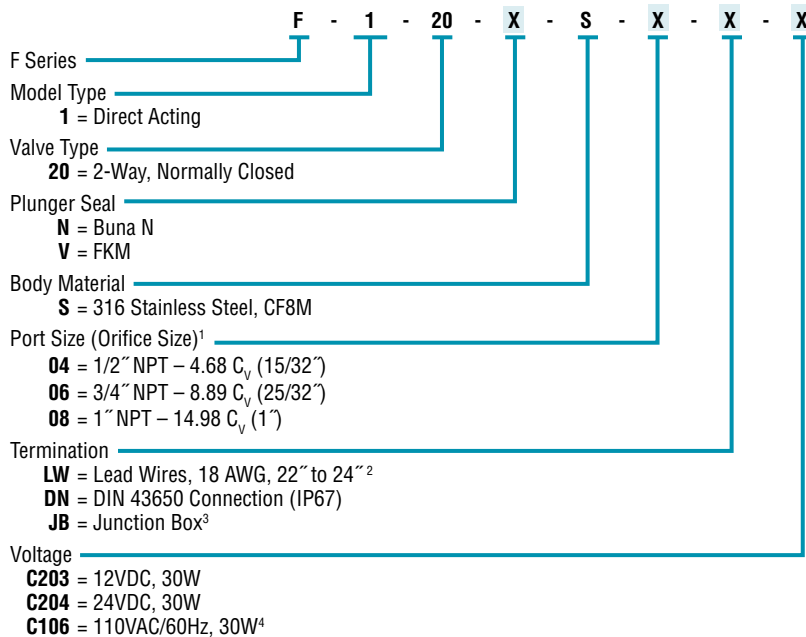 F - 1 - 20 - X - S - X - X - X
F Series
Model Type
1 = Direct Acting
Valve Type
20 = 2-Way, Normally Closed
Plunger Seal
N = Buna N
V = FKM
Body Material
S = 316 Stainless Steel, CF8M
Port Size (Orifice Size)¹
04 = 1/2˝ NPT – 4.68 Cᵥ (15/32˝)
06 = 3/4˝ NPT – 8.89 Cᵥ (25/32˝)
08 = 1˝ NPT – 14.98 Cᵥ (1˝)
Termination
LW = Lead Wires, 18 AWG, 22˝ to 24˝ ²
DN = DIN 43650 Connection (IP67)
JB = Junction Box³
Voltage
C203 = 12VDC, 30W
C204 = 24VDC, 30W
C106 = 110VAC/60Hz, 30W⁴